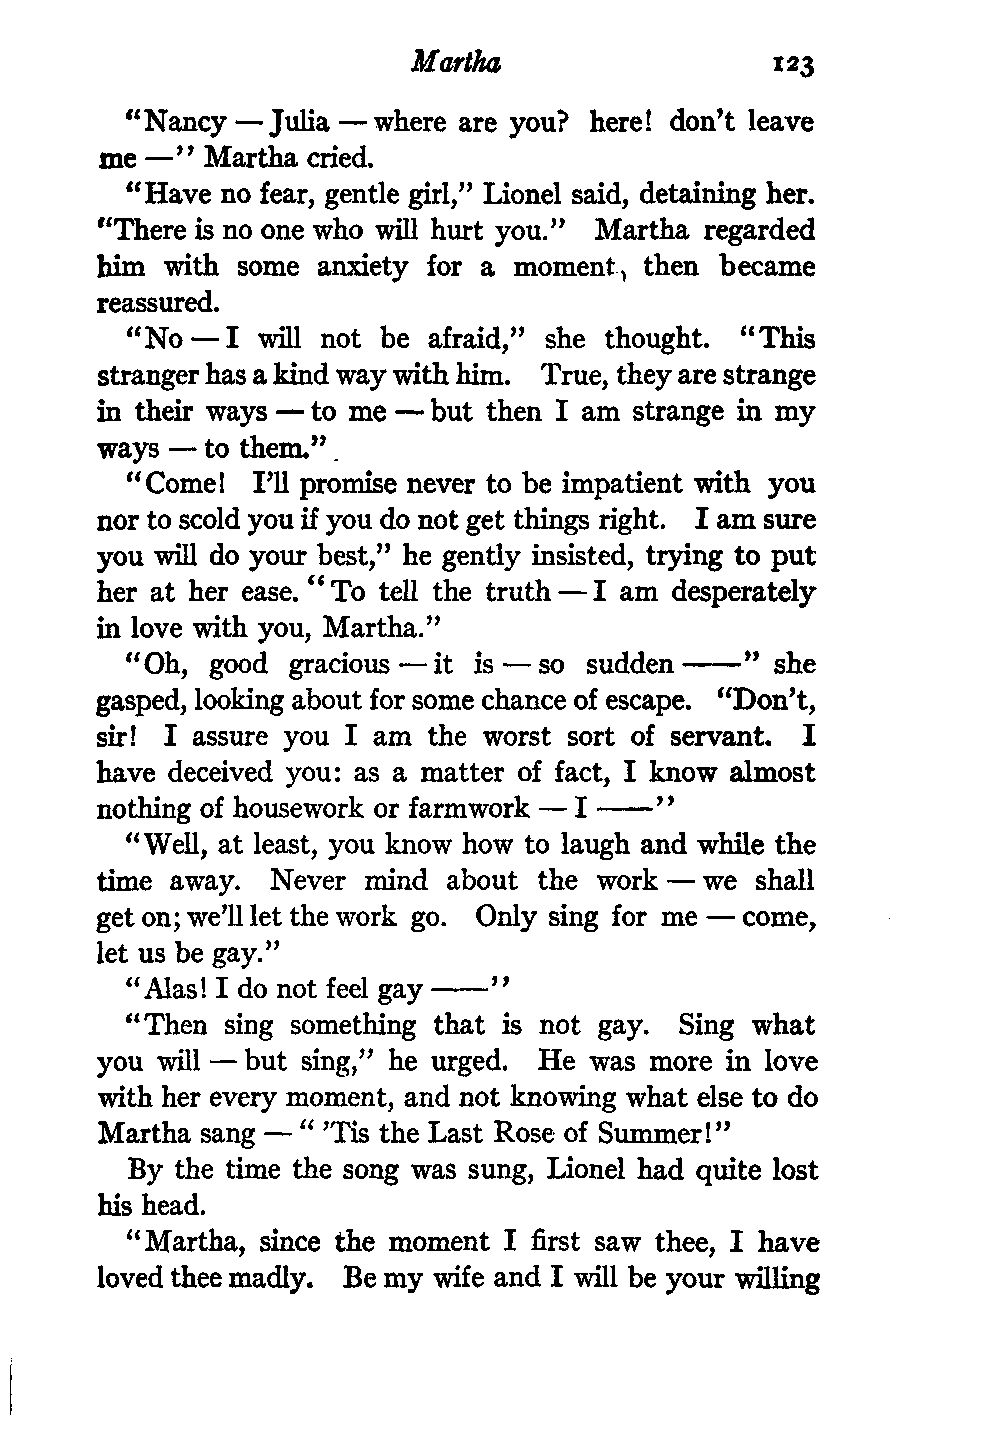 Martha 123
"Nancy — Julia — where are you? here! don't leave
me —" Martha cried.
"Have no fear, gentle girl," Lionel said, detaining her.
"There is no one who will hurt you." Martha regarded
him with some anxiety for a moment, then became
reassured.
"No — I will not be afraid," she thought. "This
stranger has a kind way with him. True, they are strange
in their ways — to me — but then I am strange in my
ways — to them."
"Come! I'll promise never to be impatient with you
nor to scold you if you do not get things right. I am sure
you will do your best," he gently insisted, trying to put
her at her ease. "To tell the truth — I am desperately
in love with you, Martha."
"Oh, good gracious — it is — so sudden ——" she
gasped, looking about for some chance of escape. "Don't,
sir! I assure you I am the worst sort of servant. I
have deceived you: as a matter of fact, I know almost
nothing of housework or farmwork — I ——"
"Well, at least, you know how to laugh and while the
time away. Never mind about the work — we shall
get on; we'll let the work go. Only sing for me — come,
let us be gay."
"Alas! I do not feel gay ——"
"Then sing something that is not gay. Sing what
you will — but sing," he urged. He was more in love
with her every moment, and not knowing what else to do
Martha sang — "'Tis the Last Rose of Summer!"
By the time the song was sung, Lionel had quite lost
his head.
"Martha, since the moment I first saw thee, I have
loved thee madly. Be my wife and I will be your willing